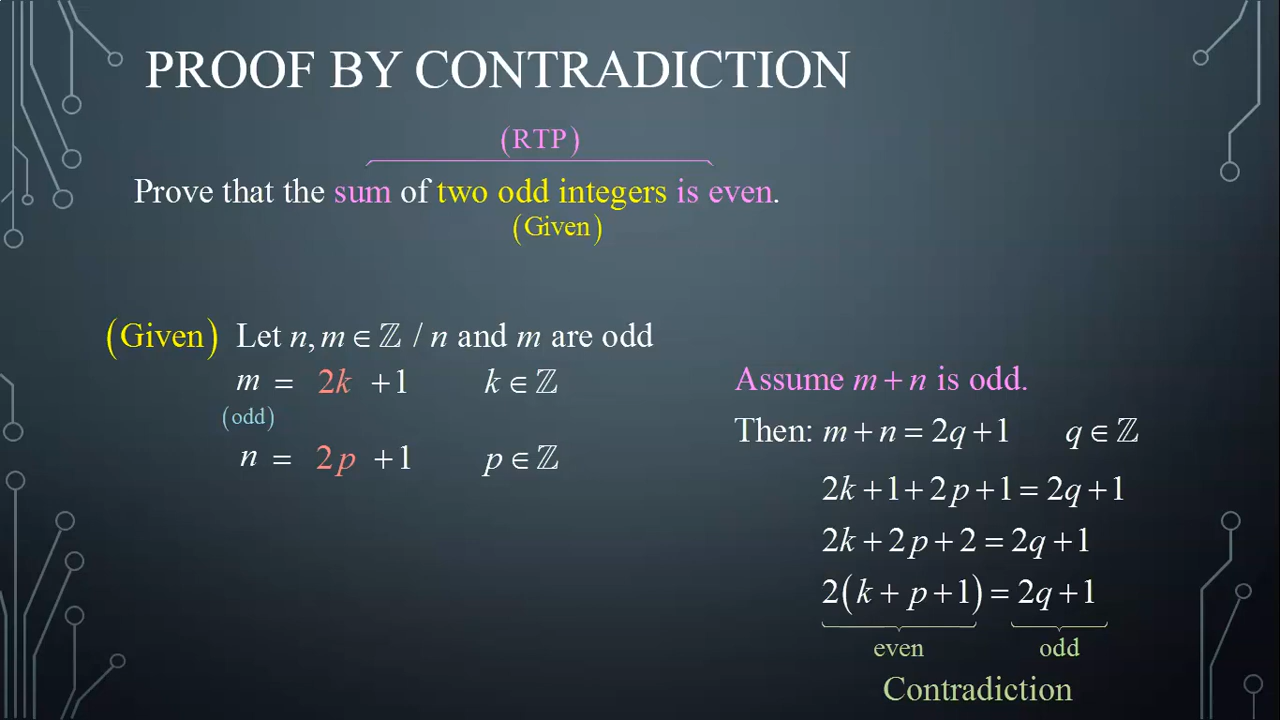 PROOF BY CONTRADICTION
(RTP)
Prove that the sum of two odd integers is even.
(Given)
(Given) Let n, m ∈ ℤ / n and m are odd
m = 2k + 1 k ∈ ℤ
(odd)
n = 2p + 1 p ∈ ℤ
Assume m + n is odd.
Then: m + n = 2q + 1 q ∈ ℤ
2k + 1 + 2p + 1 = 2q + 1
2k + 2p + 2 = 2q + 1
2(k + p + 1) = 2q + 1
even odd
Contradiction